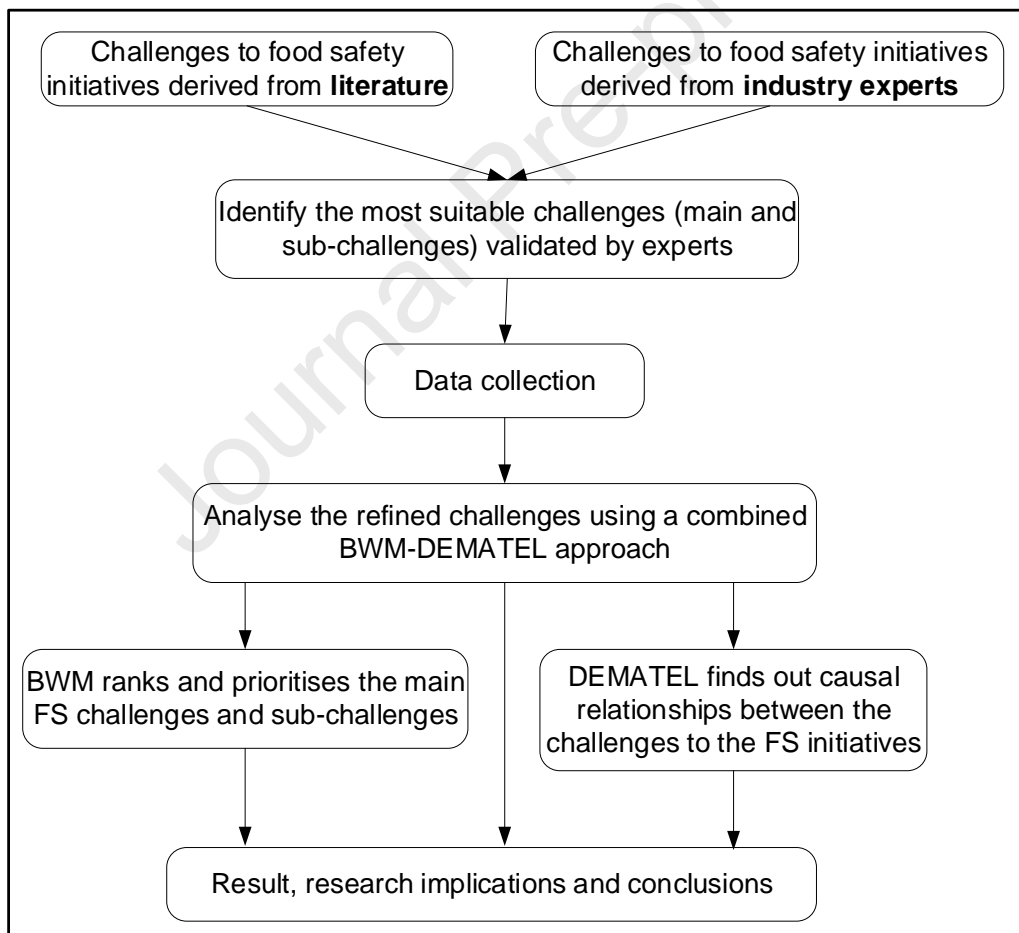 Challenges to food safety
initiatives derived from literature
Challenges to food safety initiatives
derived from industry experts
Identify the most suitable challenges (main and
sub-challenges) validated by experts
Data collection
Analyse the refined challenges using a combined
BWM-DEMATEL approach
BWM ranks and prioritises the main
FS challenges and sub-challenges
DEMATEL finds out causal
relationships between the
challenges to the FS initiatives
Result, research implications and conclusions
Journal Pre-p